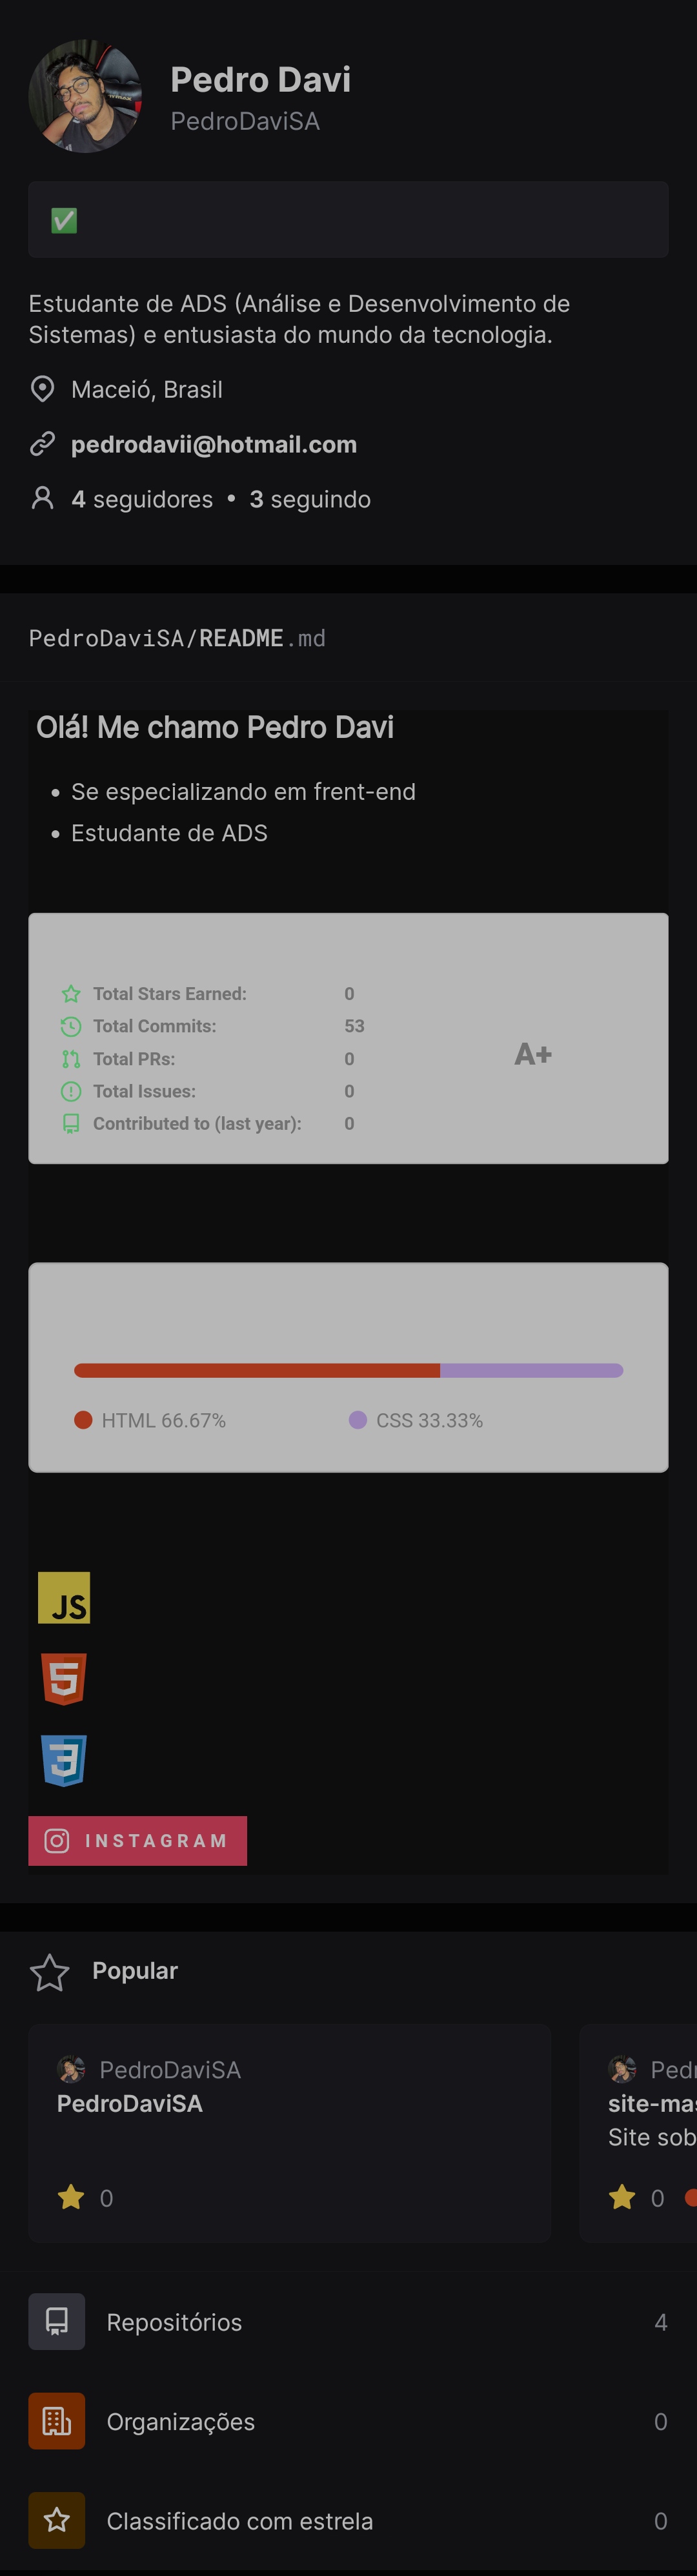 Pedro Davi
PedroDaviSA
Estudante de ADS (Análise e Desenvolvimento de
Sistemas) e entusiasta do mundo da tecnologia.
Maceió, Brasil
pedrodavii@hotmail.com
4 seguidores • 3 seguindo
PedroDaviSA/README.md
Olá! Me chamo Pedro Davi
• Se especializando em frent-end
• Estudante de ADS
Total Stars Earned: 0
Total Commits: 53
Total PRs: 0
Total Issues: 0
Contributed to (last year): 0
A+
HTML 66.67% CSS 33.33%
JS
5
3
INSTAGRAM
Popular
PedroDaviSA
PedroDaviSA
0
Pedr
site-mas
Site sob
0
Repositórios 4
Organizações 0
Classificado com estrela 0